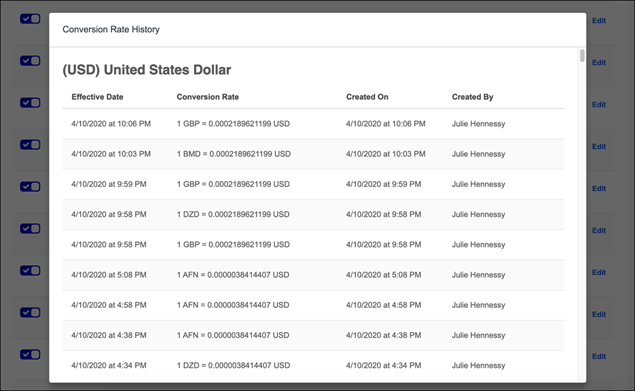 Conversion Rate History
(USD) United States Dollar
Effective Date Conversion Rate Created On Created By
4/10/2020 at 10:06 PM 1 GBP = 0.0002189621199 USD 4/10/2020 at 10:06 PM Julie Hennessy
4/10/2020 at 10:03 PM 1 BMD = 0.0002189621199 USD 4/10/2020 at 10:03 PM Julie Hennessy
4/10/2020 at 9:59 PM 1 GBP = 0.0002189621199 USD 4/10/2020 at 9:59 PM Julie Hennessy
4/10/2020 at 9:58 PM 1 DZD = 0.0002189621199 USD 4/10/2020 at 9:58 PM Julie Hennessy
4/10/2020 at 9:58 PM 1 GBP = 0.0002189621199 USD 4/10/2020 at 9:58 PM Julie Hennessy
4/10/2020 at 5:08 PM 1 AFN = 0.0000038414407 USD 4/10/2020 at 5:08 PM Julie Hennessy
4/10/2020 at 4:58 PM 1 AFN = 0.0000038414407 USD 4/10/2020 at 4:58 PM Julie Hennessy
4/10/2020 at 4:38 PM 1 AFN = 0.0000038414407 USD 4/10/2020 at 4:38 PM Julie Hennessy
4/10/2020 at 4:34 PM 1 DZD = 0.0002189621199 USD 4/10/2020 at 4:34 PM Julie Hennessy
Edit
Edit
Edit
Edit
Edit
Edit
Edit
Edit
Edit